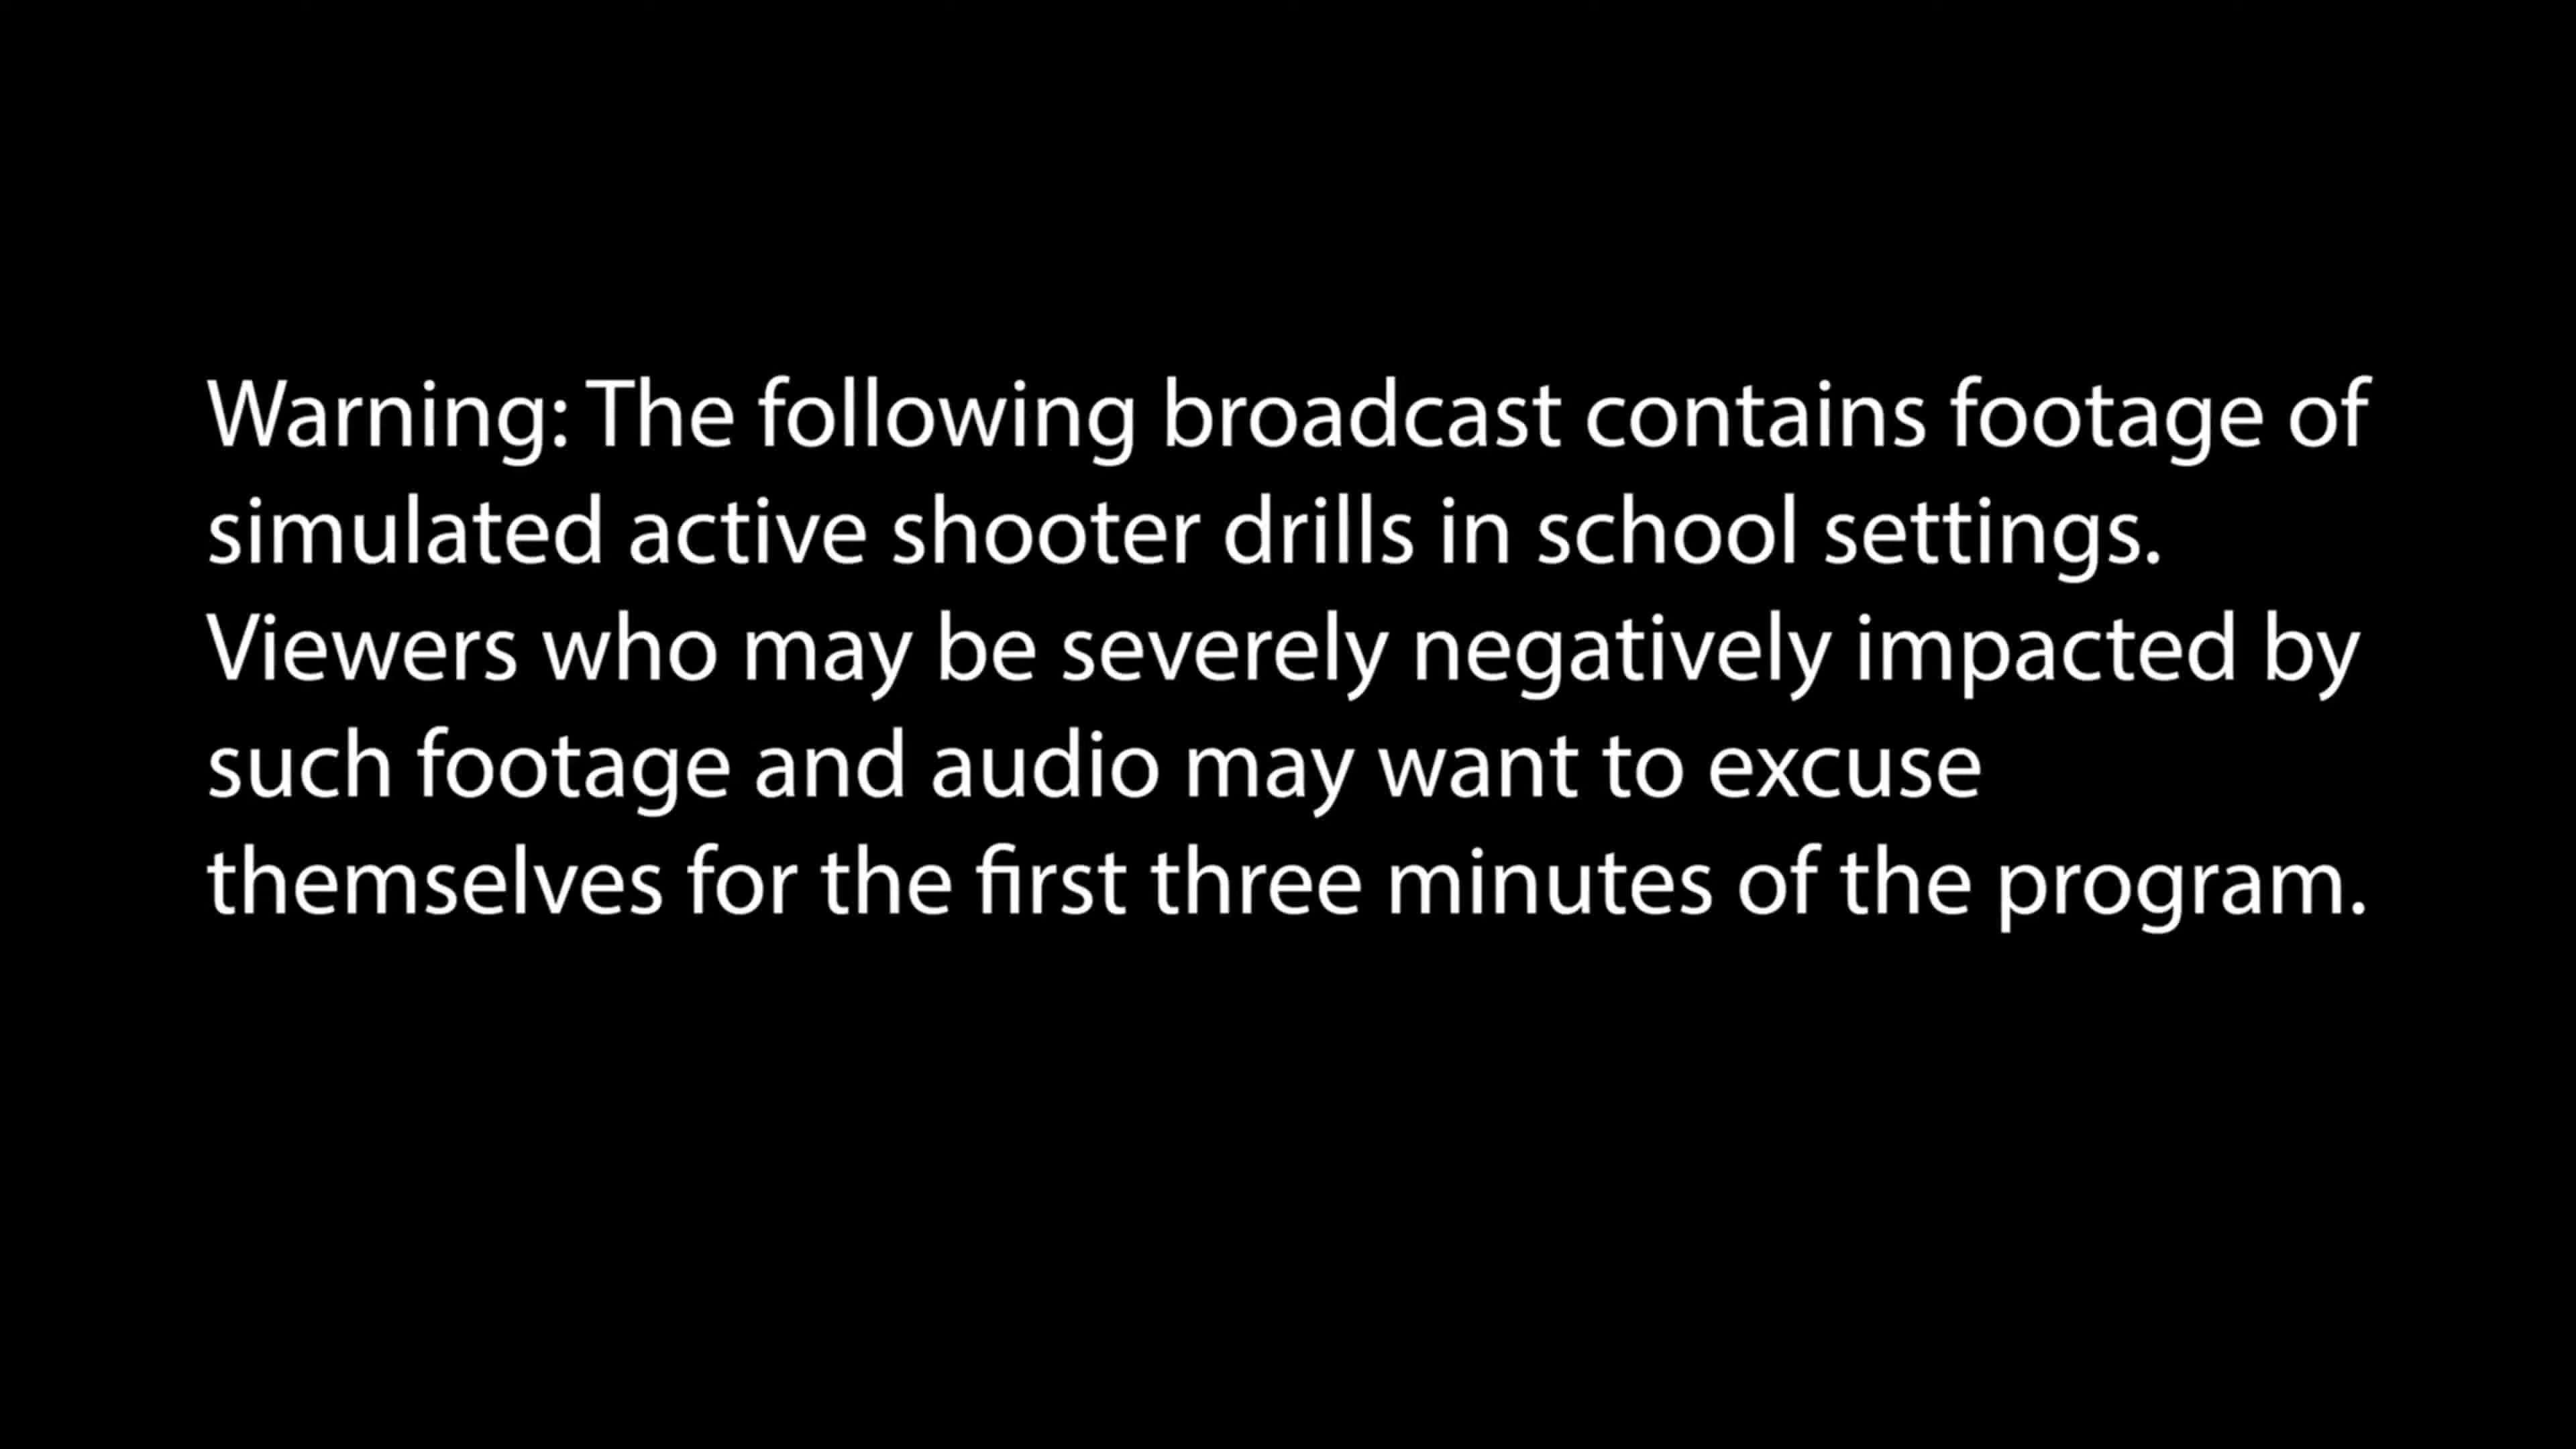 Warning: The following broadcast contains footage of
simulated active shooter drills in school settings.
Viewers who may be severely negatively impacted by
such footage and audio may want to excuse
themselves for the first three minutes of the program.